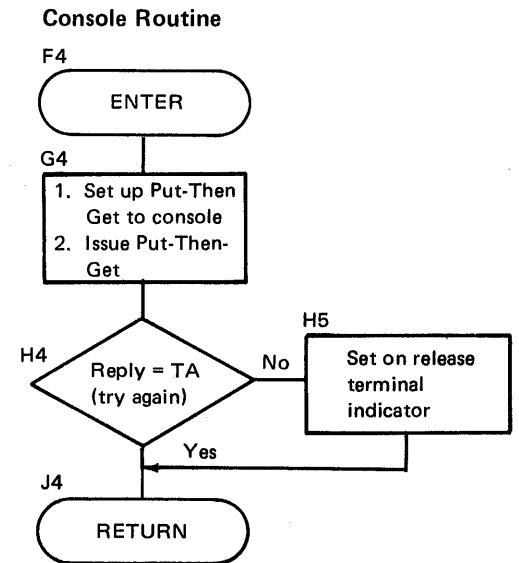 Console Routine
F4
ENTER
G4
1. Set up Put-Then
Get to console
2. Issue Put-Then-
Get
H4
Reply = TA
(try again)
No
H5
Set on release
terminal
indicator
Yes
J4
RETURN